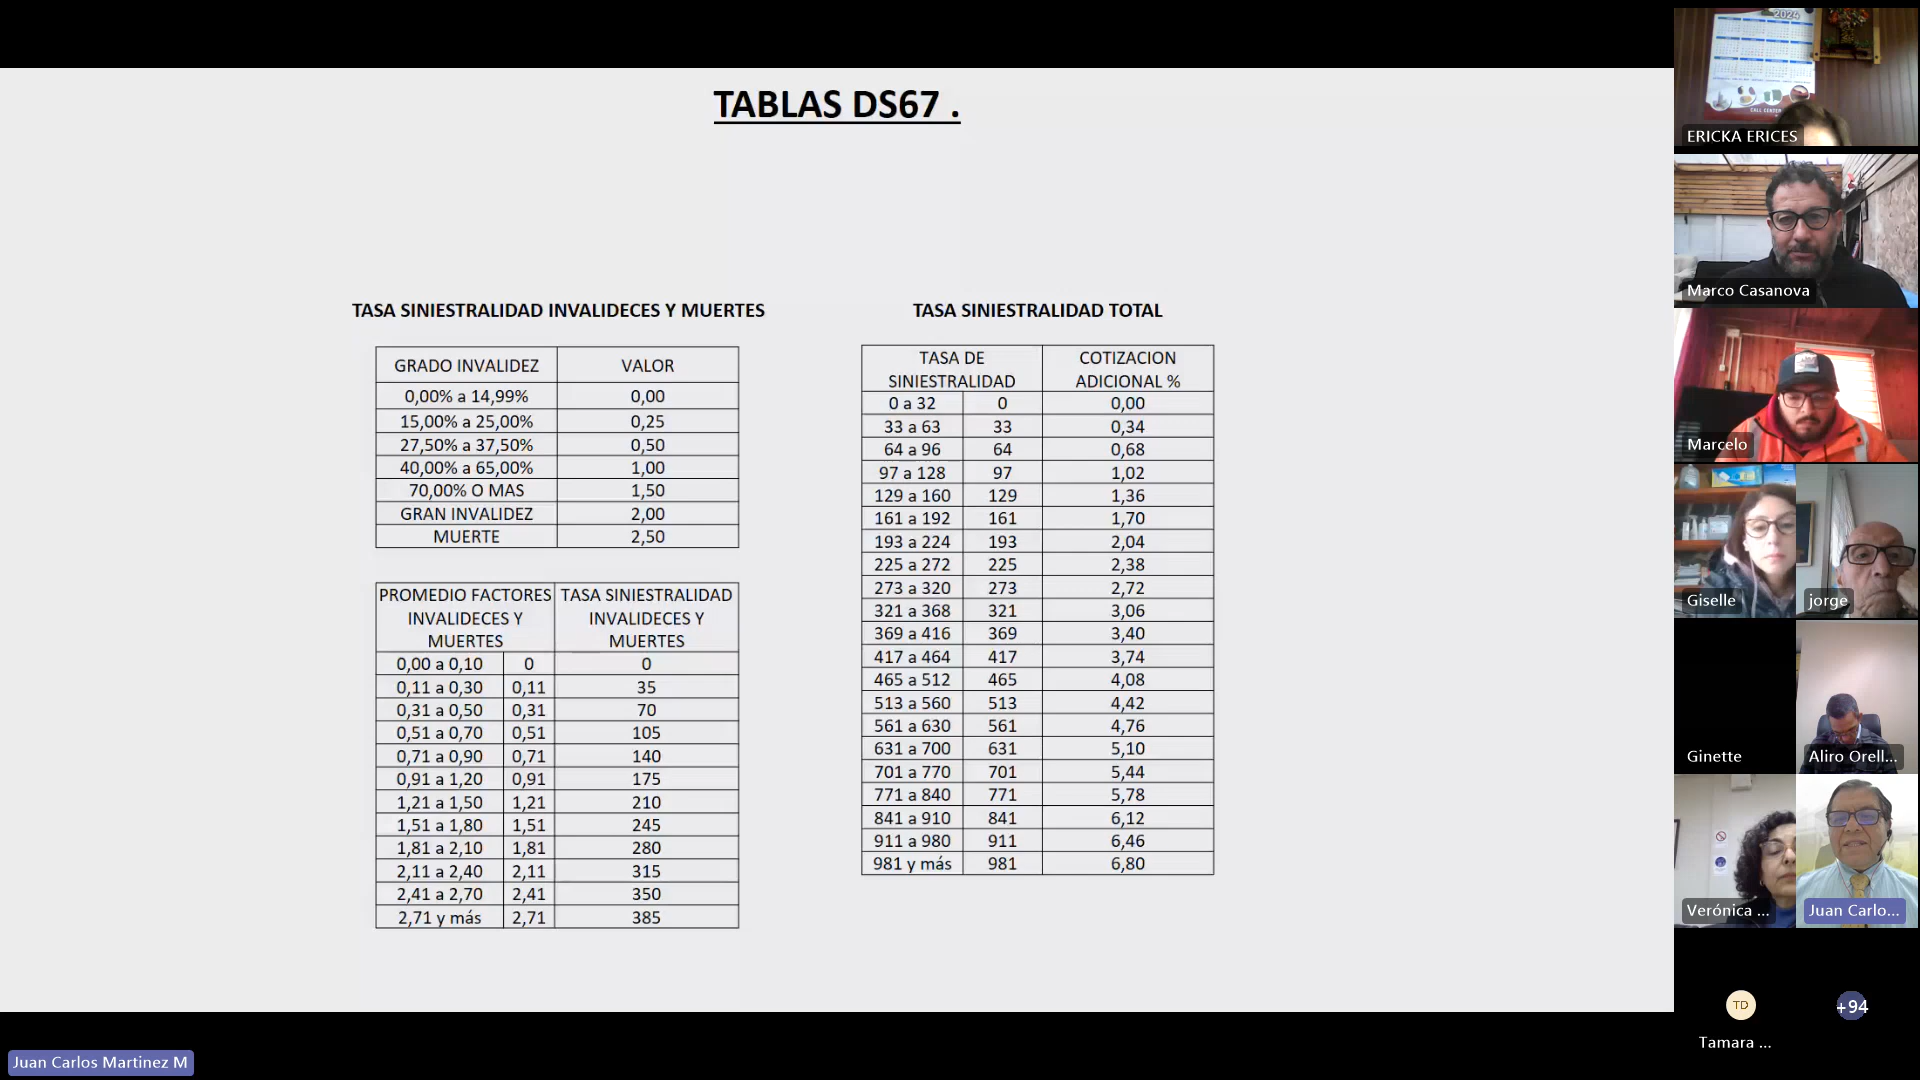 TABLAS DS67 .
TASA SINIESTRALIDAD INVALIDECES Y MUERTES
GRADO INVALIDEZ VALOR
0,00% a 14,99% 0,00
15,00% a 25,00% 0,25
27,50% a 37,50% 0,50
40,00% a 65,00% 1,00
70,00% O MAS 1,50
GRAN INVALIDEZ 2,00
MUERTE 2,50
PROMEDIO FACTORES TASA SINIESTRALIDAD
INVALIDECES Y INVALIDECES Y
MUERTES MUERTES
0,00 a 0,10 0 0
0,11 a 0,30 0,11 35
0,31 a 0,50 0,31 70
0,51 a 0,70 0,51 105
0,71 a 0,90 0,71 140
0,91 a 1,20 0,91 175
1,21 a 1,50 1,21 210
1,51 a 1,80 1,51 245
1,81 a 2,10 1,81 280
2,11 a 2,40 2,11 315
2,41 a 2,70 2,41 350
2,71 y más 2,71 385
TASA SINIESTRALIDAD TOTAL
TASA DE COTIZACION
SINIESTRALIDAD ADICIONAL %
0 a 32 0 0,00
33 a 63 33 0,34
64 a 96 64 0,68
97 a 128 97 1,02
129 a 160 129 1,36
161 a 192 161 1,70
193 a 224 193 2,04
225 a 272 225 2,38
273 a 320 273 2,72
321 a 368 321 3,06
369 a 416 369 3,40
417 a 464 417 3,74
465 a 512 465 4,08
513 a 560 513 4,42
561 a 630 561 4,76
631 a 700 631 5,10
701 a 770 701 5,44
771 a 840 771 5,78
841 a 910 841 6,12
911 a 980 911 6,46
981 y más 981 6,80
2024
CALL CENTER
ERICKA ERICES
Marco Casanova
Marcelo
Giselle
jorge
Ginette
Aliro Orell...
Verónica ...
Juan Carlo...
TD
+94
Tamara ...
Juan Carlos Martinez M